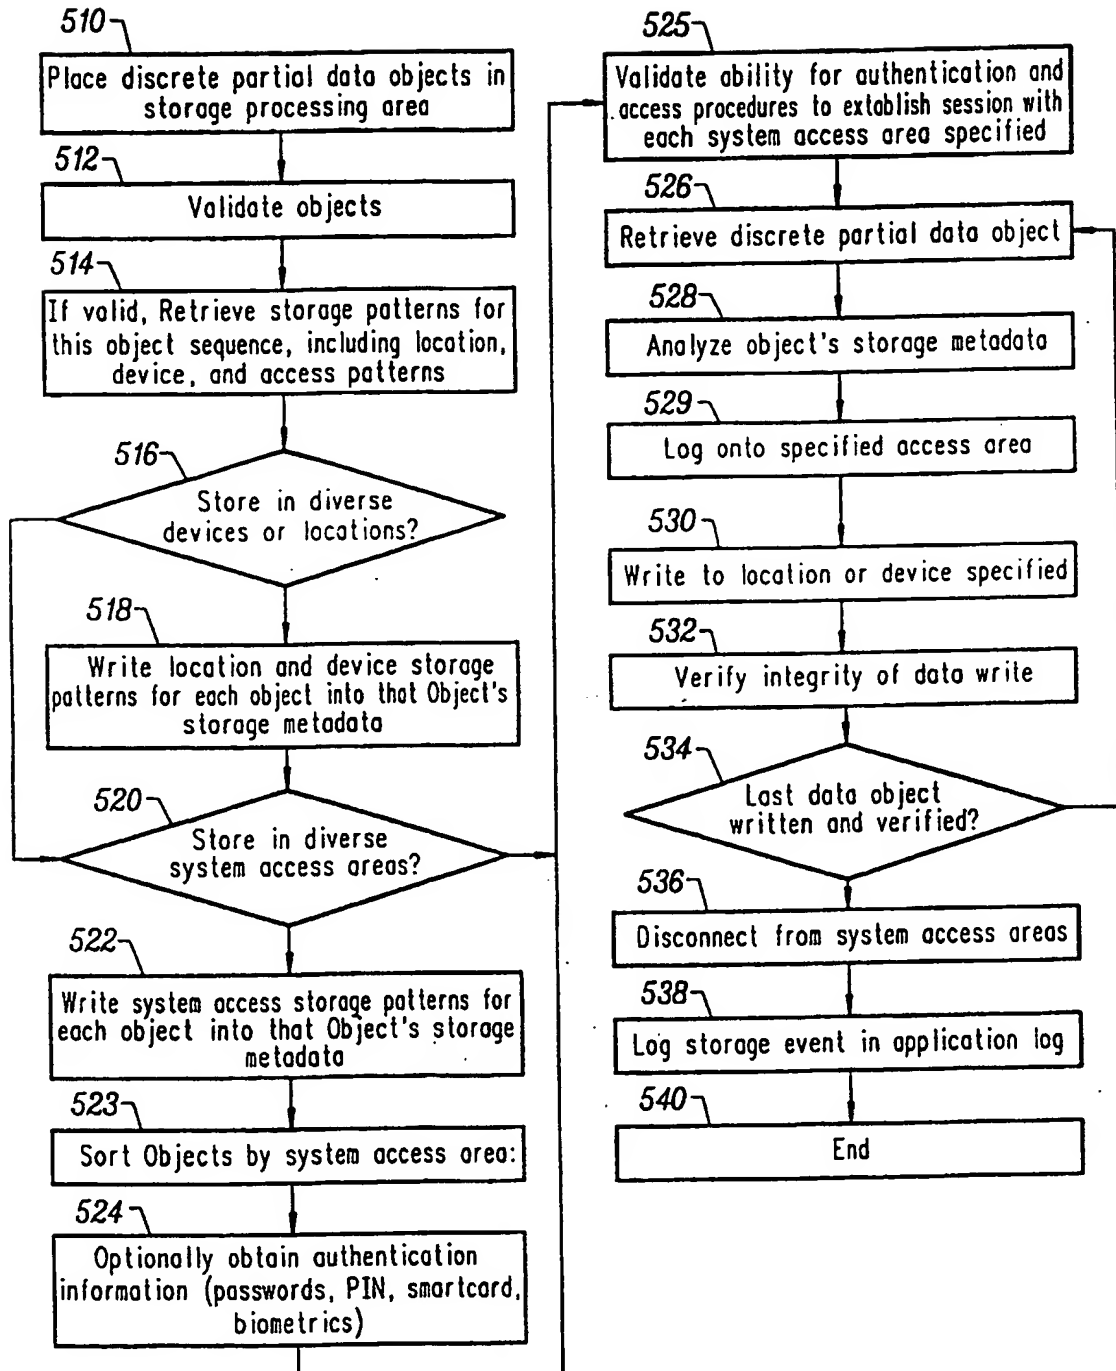 510
Place discrete partial data objects in
storage processing area
512
Validate objects
514
If valid, Retrieve storage patterns for
this object sequence, including location,
device, and access patterns
516
Store in diverse
devices or locations?
518
Write location and device storage
patterns for each object into that Object's
storage metadata
520
Store in diverse
system access areas?
522
Write system access storage patterns for
each object into that Object's storage
metadata
523
Sort Objects by system access area:
524
Optionally obtain authentication
information (passwords, PIN, smartcard,
biometrics)
525
Validate ability for authentication and
access procedures to extablish session with
each system access area specified
526
Retrieve discrete partial data object
528
Analyze object's storage metadata
529
Log onto specified access area
530
Write to location or device specified
532
Verify integrity of data write
534
Last data object
written and verified?
536
Disconnect from system access areas
538
Log storage event in application log
540
End